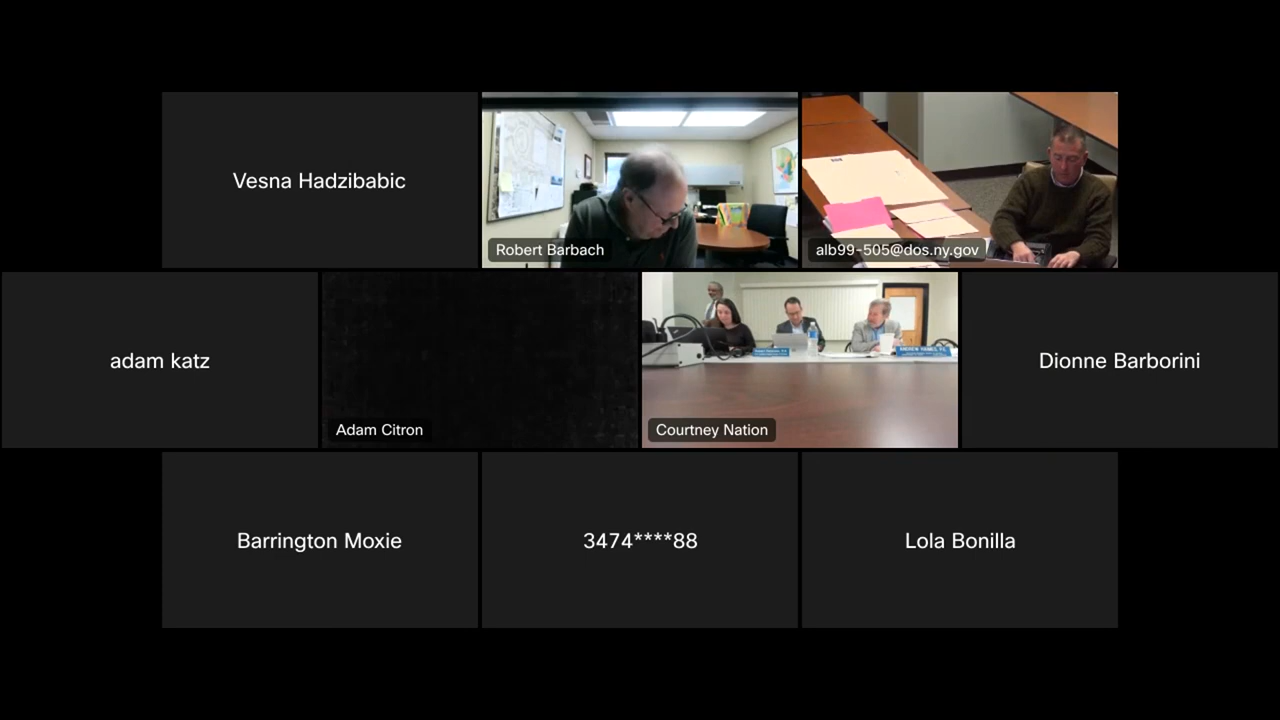 Vesna Hadzibabic
Robert Barbach
alb99-505@dos.ny.gov
adam katz
Adam Citron
Courtney Nation
Dionne Barborini
Barrington Moxie
3474****88
Lola Bonilla